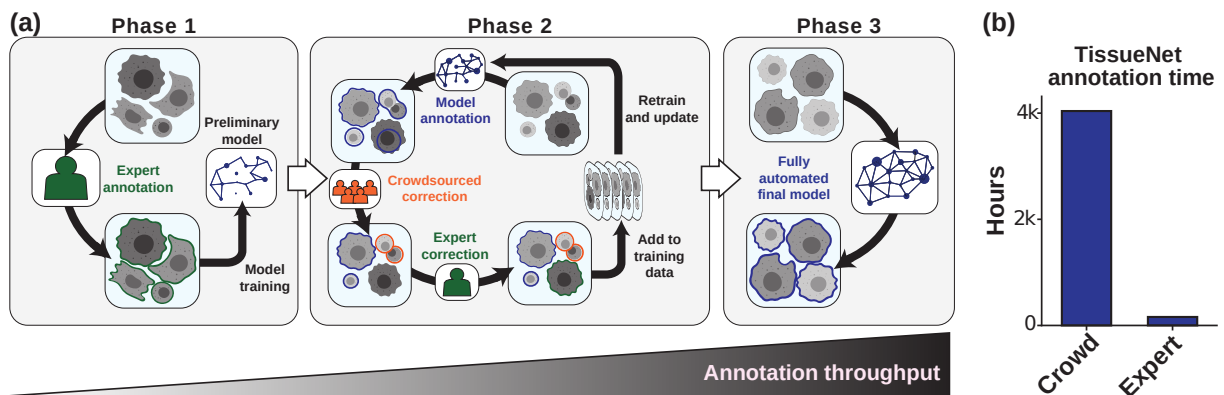 (a)
Phase 1
Expert
annotation
Preliminary
model
Model
training
Phase 2
Model
annotation
Crowdsourced
correction
Expert
correction
Add to
training
data
Retrain
and update
Phase 3
Fully
automated
final model
Annotation throughput
(b)
TissueNet
annotation time
Hours
4k
2k
0
Crowd
Expert